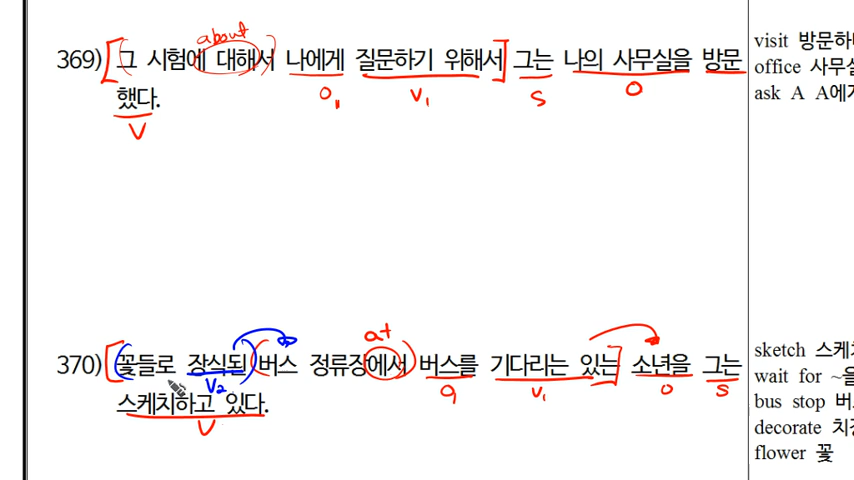 about
369) 그 시험에 대해서 나에게 질문하기 위해서 그는 나의 사무실을 방문
O₁ V₁ S O
했다.
V
visit 방문하
office 사무실
ask A A에게
at
370) 꽃들로 장식된 버스 정류장에서 버스를 기다리는 있는 소년을 그는
V₂ V₁ O S
스케치하고 있다.
V
sketch 스케치
wait for ~을
bus stop 버
decorate
flower 꽃